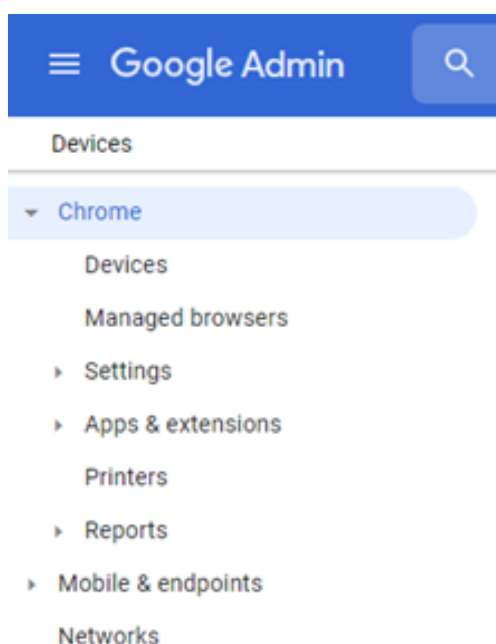 Google Admin
Devices
Chrome
Devices
Managed browsers
Settings
Apps & extensions
Printers
Reports
Mobile & endpoints
Networks